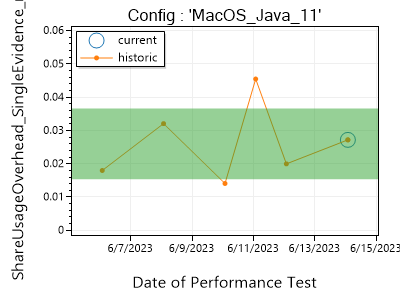 Config : 'MacOS_Java_11'
ShareUsageOverhead_SingleEvidence_
0.06
0.05
0.04
0.03
0.02
0.01
0
current
historic
6/7/2023
6/9/2023
6/11/2023
6/13/2023
6/15/2023
Date of Performance Test